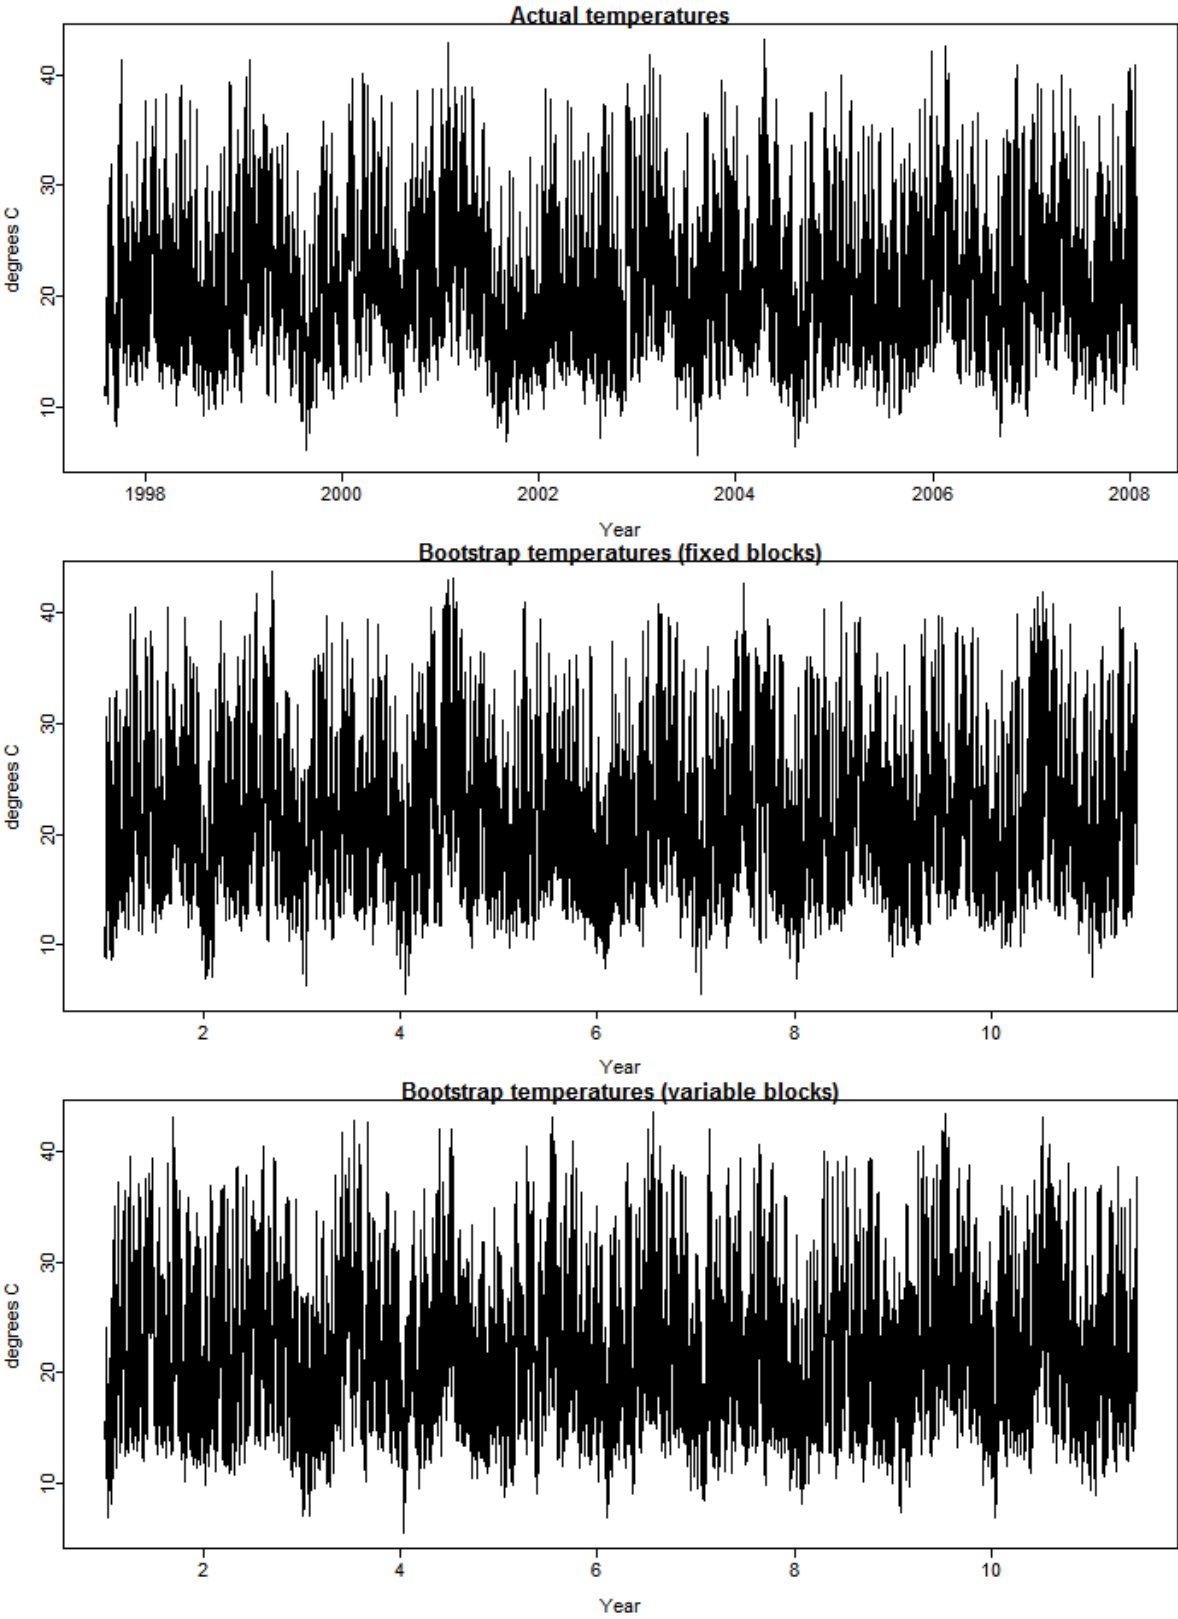 Actual temperatures
degrees C
40
30
20
10
1998 2000 2002 2004 2006 2008
Year
Bootstrap temperatures (fixed blocks)
degrees C
40
30
20
10
2 4 6 8 10
Year
Bootstrap temperatures (variable blocks)
degrees C
40
30
20
10
2 4 6 8 10
Year